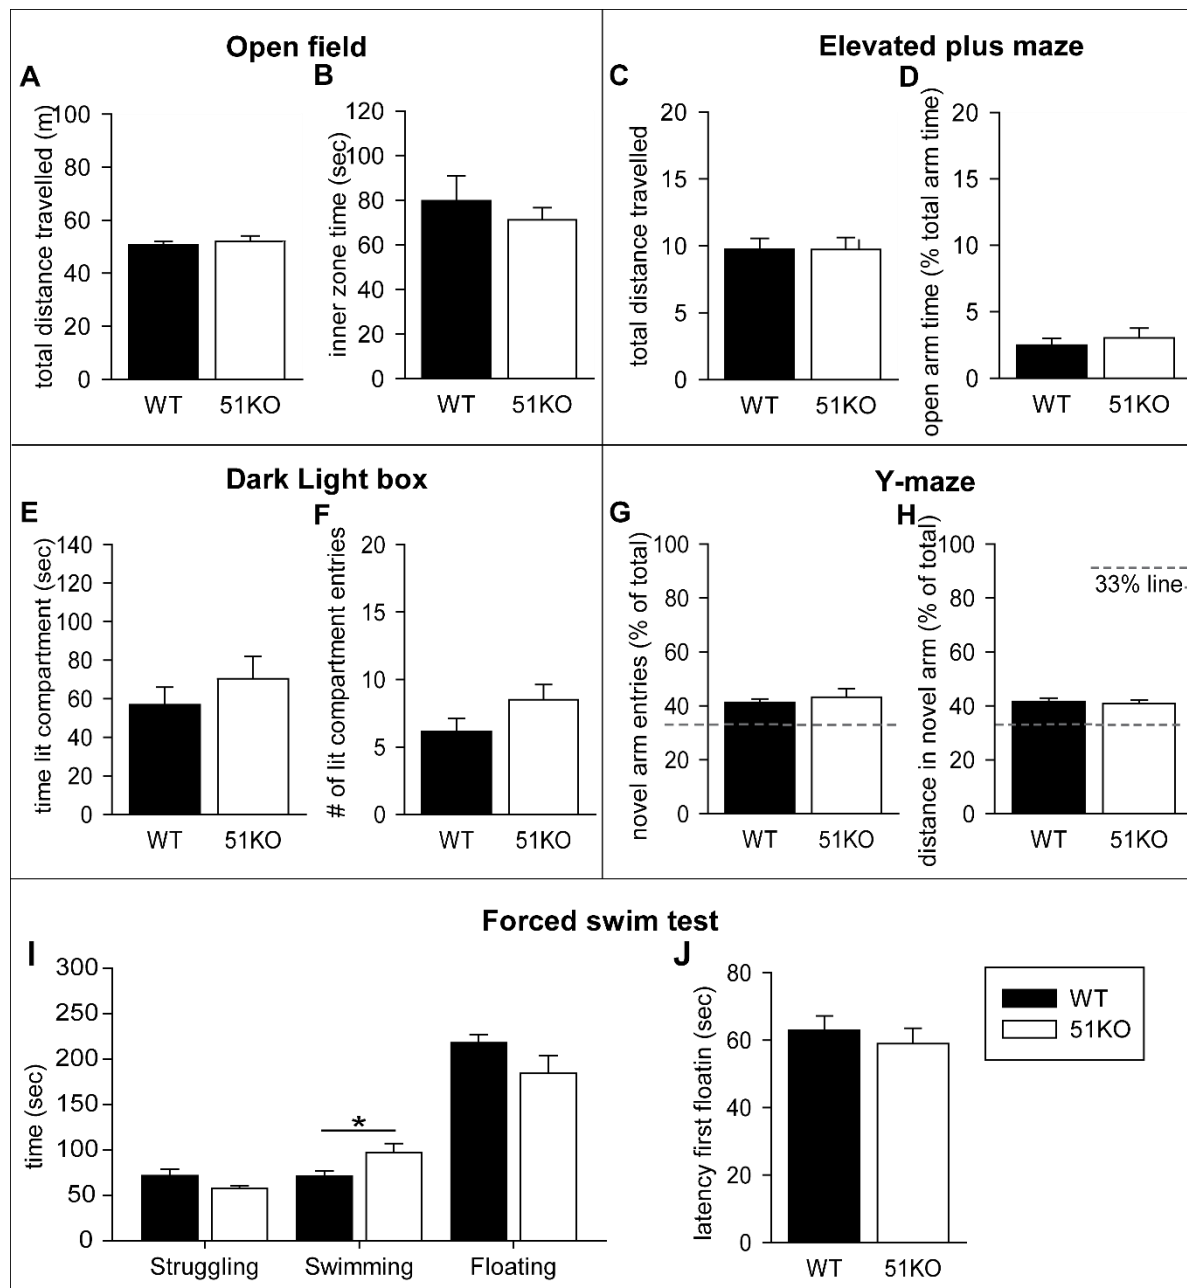 Open field
A
total distance travelled (m)
100
80
60
40
20
0
WT 51KO
B
inner zone time (sec)
120
100
80
60
40
20
0
WT 51KO
Elevated plus maze
C
total distance travelled
20
15
10
5
0
WT 51KO
D
open arm time (% total arm time)
20
15
10
5
0
WT 51KO
Dark Light box
E
time lit compartment (sec)
140
120
100
80
60
40
20
0
WT 51KO
F
# of lit compartment entries
20
15
10
5
0
WT 51KO
Y-maze
G
novel arm entries (% of total)
100
80
60
40
20
0
WT 51KO
H
distance in novel arm (% of total)
100
80
60
40
20
0
33% line
WT 51KO
Forced swim test
I
time (sec)
300
250
200
150
100
50
0
*
Struggling Swimming Floating
J
latency first floatin (sec)
80
60
40
20
0
WT 51KO
WT
51KO